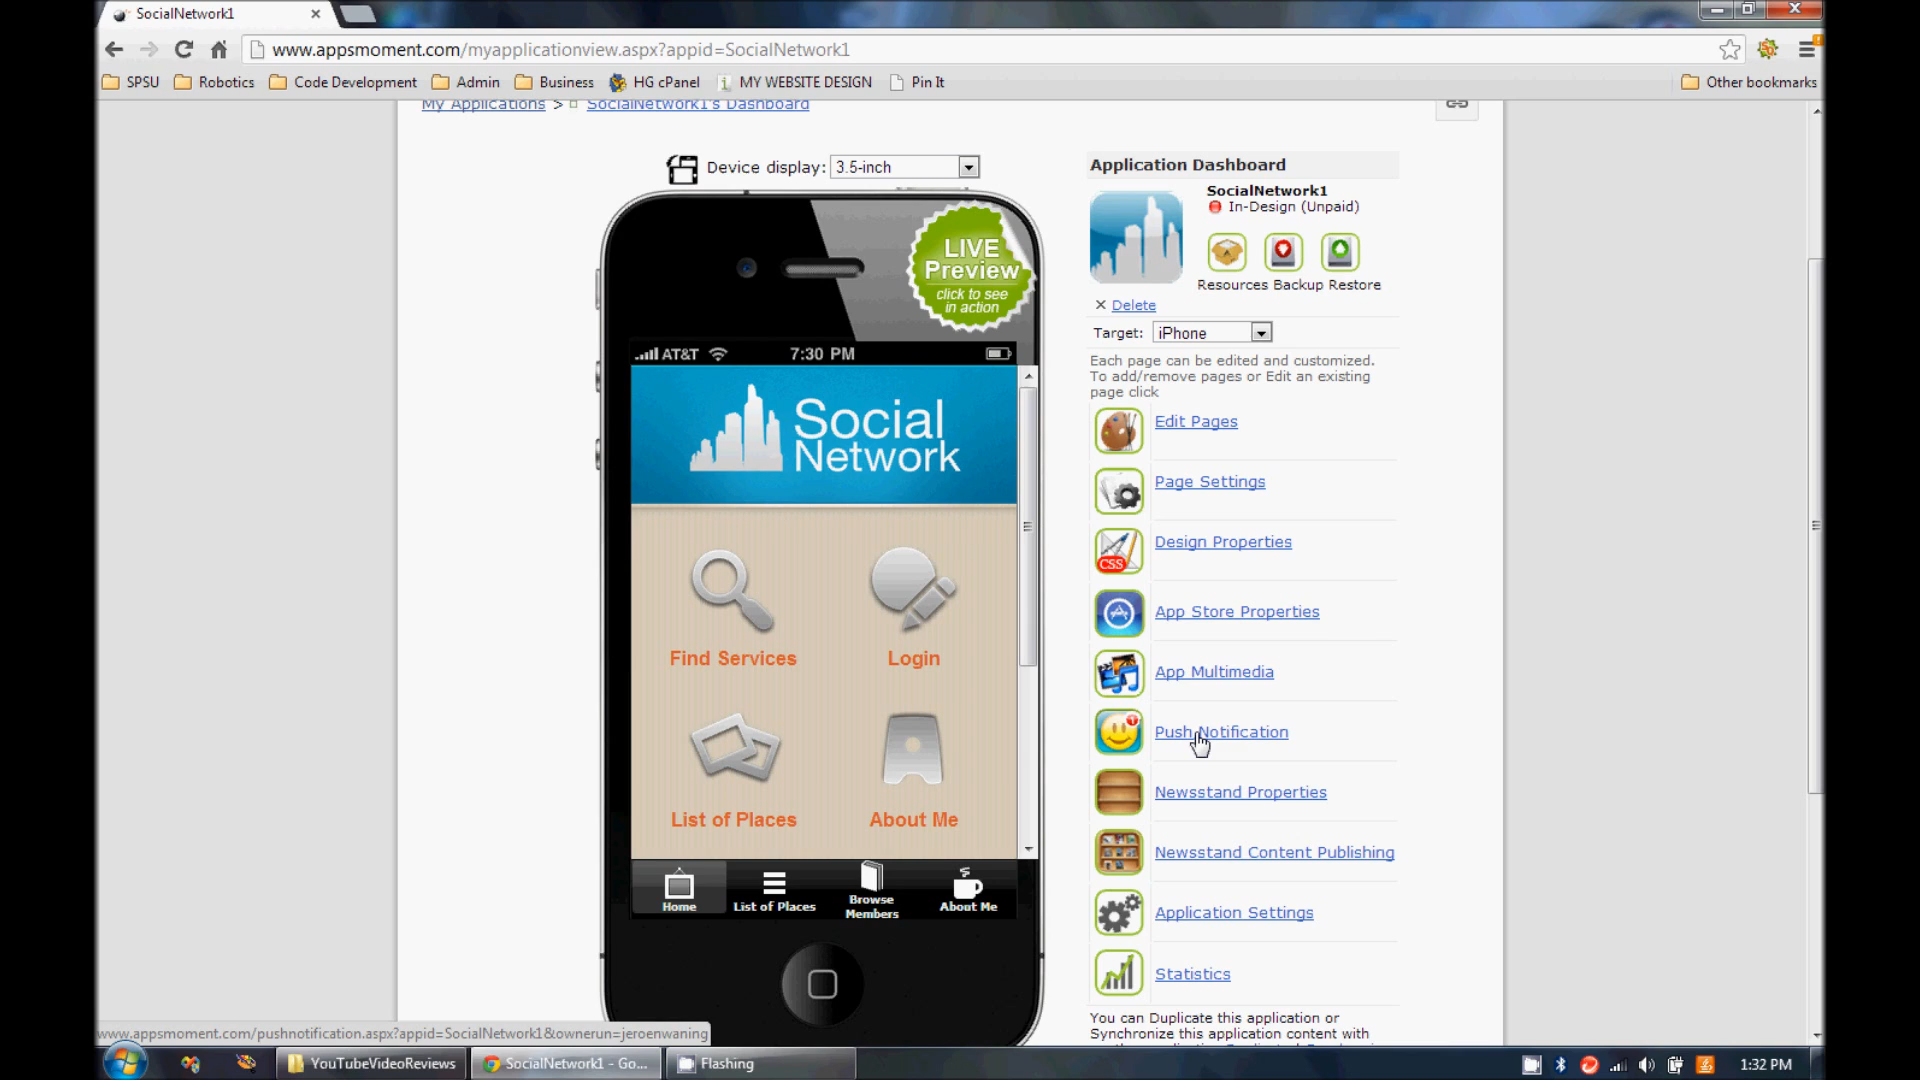 SocialNetwork1
www.appsmoment.com/myapplicationview.aspx?appid=SocialNetwork1
SPSU Robotics Code Development Admin Business HG cPanel MY WEBSITE DESIGN Pin It Other bookmarks
My Applications > SocialNetwork1's Dashboard
Device display: 3.5-inch
LIVE
Preview
click to see
in action
AT&T 7:30 PM
Social
Network
Find Services Login
List of Places About Me
Home List of Places Browse Members About Me
Application Dashboard
SocialNetwork1
In-Design (Unpaid)
Resources Backup Restore
Delete
Target: iPhone
Each page can be edited and customized.
To add/remove pages or Edit an existing
page click
Edit Pages
Page Settings
CSS Design Properties
App Store Properties
App Multimedia
1
Push Notification
Newsstand Properties
Newsstand Content Publishing
Application Settings
Statistics
You can Duplicate this application or
Synchronize this application content with
www.appsmoment.com/pushnotification.aspx?appid=SocialNetwork1&ownerun=jeroenwaning
YouTubeVideoReviews SocialNetwork1 - Go... Flashing 1:32 PM